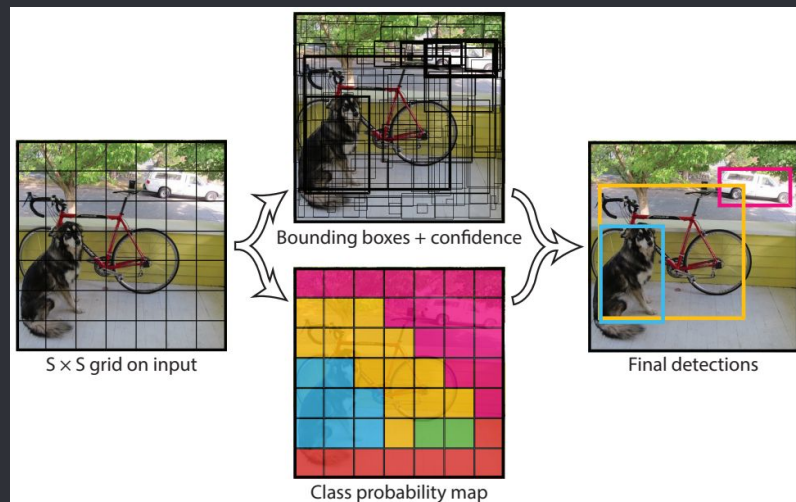 S × S grid on input
Bounding boxes + confidence
Class probability map
Final detections